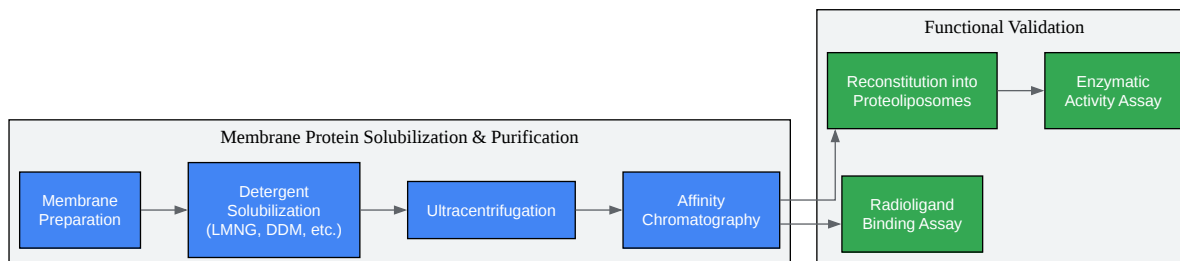 Functional Validation
Reconstitution into
Proteoliposomes
Enzymatic
Activity Assay
Membrane Protein Solubilization & Purification
Membrane
Preparation
Detergent
Solubilization
(LMNG, DDM, etc.)
Ultracentrifugation
Affinity
Chromatography
Radioligand
Binding Assay